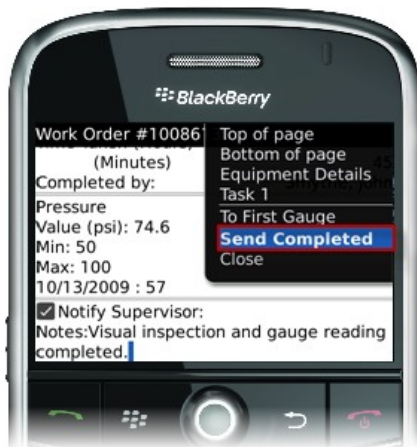 BlackBerry
Work Order #10086
(Minutes)
Completed by:
Pressure
Value (psi): 74.6
Min: 50
Max: 100
10/13/2009 : 57
Notify Supervisor:
Notes:Visual inspection and gauge reading
completed.
Top of page
Bottom of page
Equipment Details
Task 1
To First Gauge
Send Completed
Close